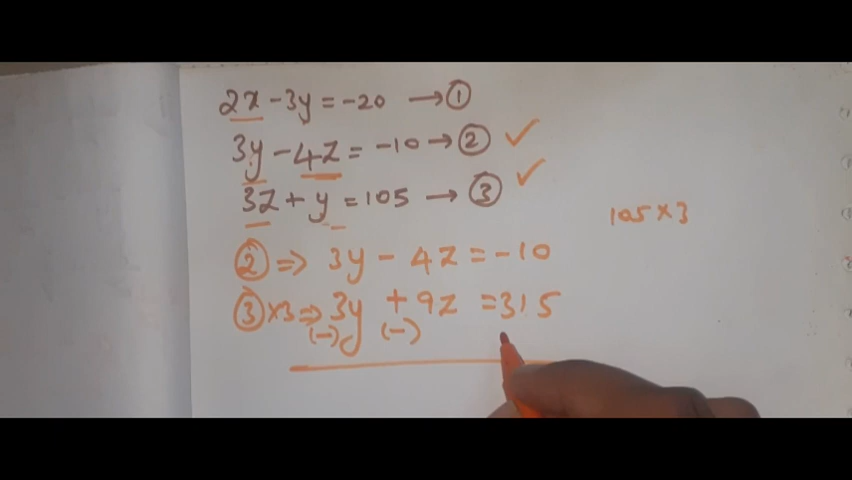 2x - 3y = -20 → ①
3y - 4z = -10 → ② ✓
3z + y = 105 → ③ ✓
105 × 3
② ⇒ 3y - 4z = -10
③ ×3 ⇒ 3y + 9z = 315
(-) (-)